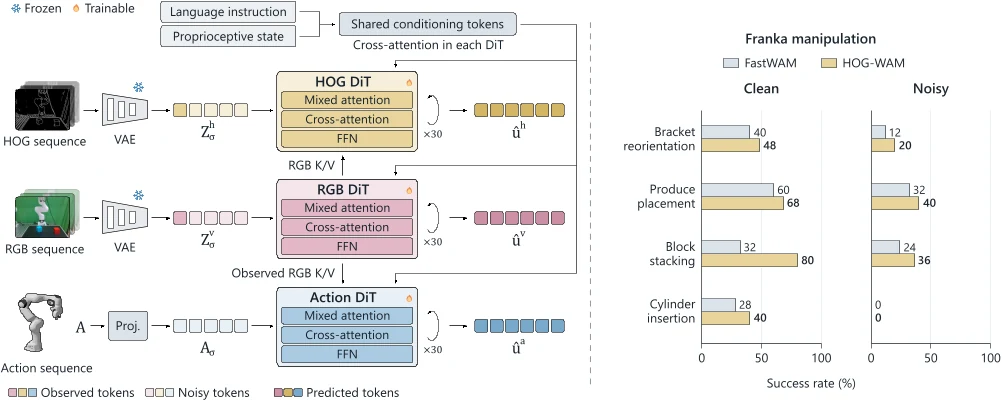 Frozen
Trainable
Language instruction
Proprioceptive state
Shared conditioning tokens
Cross-attention in each DiT
HOG sequence
VAE
Z_σ^h
HOG DiT
Mixed attention
Cross-attention
FFN
×30
û^h
RGB K/V
RGB sequence
VAE
Z_σ^v
RGB DiT
Mixed attention
Cross-attention
FFN
×30
û^v
Observed RGB K/V
Action sequence
A
Proj.
A_σ
Action DiT
Mixed attention
Cross-attention
FFN
×30
û^a
Observed tokens
Noisy tokens
Predicted tokens
Franka manipulation
FastWAM
HOG-WAM
Clean
Noisy
Bracket
reorientation
40
48
12
20
Produce
placement
60
68
32
40
Block
stacking
32
80
24
36
Cylinder
insertion
28
40
0
0
0 50 100
0 50 100
Success rate (%)